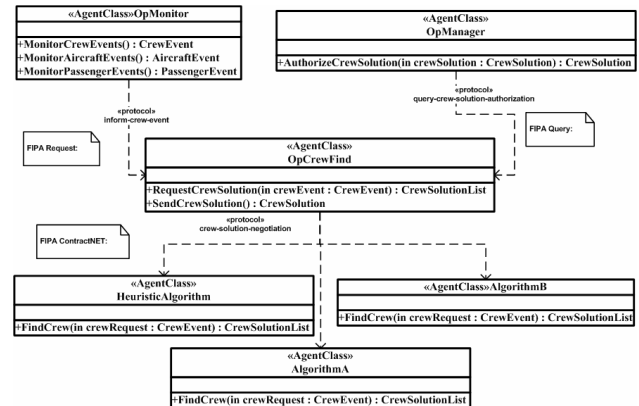 «AgentClass»OpMonitor
+MonitorCrewEvents() : CrewEvent
+MonitorAircraftEvents() : AircraftEvent
+MonitorPassengerEvents() : PassengerEvent
«AgentClass»
OpManager
+AuthorizeCrewSolution(in crewSolution : CrewSolution) : CrewSolution
«protocol»
inform-crew-event
«protocol»
query-crew-solution-authorization
FIPA Request:
FIPA Query:
«AgentClass»
OpCrewFind
+RequestCrewSolution(in crewEvent : CrewEvent) : CrewSolutionList
+SendCrewSolution() : CrewSolution
«protocol»
crew-solution-negotiation
FIPA ContractNET:
«AgentClass»
HeuristicAlgorithm
+FindCrew(in crewRequest : CrewEvent) : CrewSolutionList
«AgentClass»AlgorithmB
+FindCrew(in crewRequest : CrewEvent) : CrewSolutionList
«AgentClass»
AlgorithmA
+FindCrew(in crewRequest : CrewEvent) : CrewSolutionList